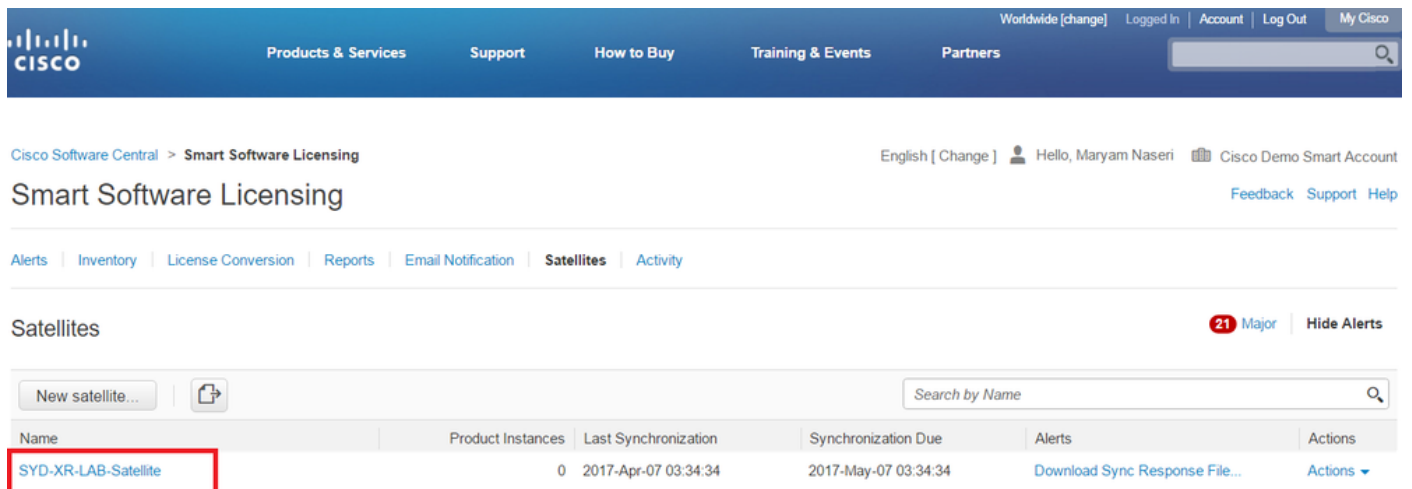 Worldwide [change] Logged In | Account | Log Out My Cisco
CISCO
Products & Services Support How to Buy Training & Events Partners
Cisco Software Central > Smart Software Licensing
English [ Change ] Hello, Maryam Naseri Cisco Demo Smart Account
Smart Software Licensing
Feedback Support Help
Alerts | Inventory | License Conversion | Reports | Email Notification | Satellites | Activity
Satellites
21 Major | Hide Alerts
New satellite...
Search by Name
Name Product Instances Last Synchronization Synchronization Due Alerts Actions
SYD-XR-LAB-Satellite 0 2017-Apr-07 03:34:34 2017-May-07 03:34:34 Download Sync Response File... Actions